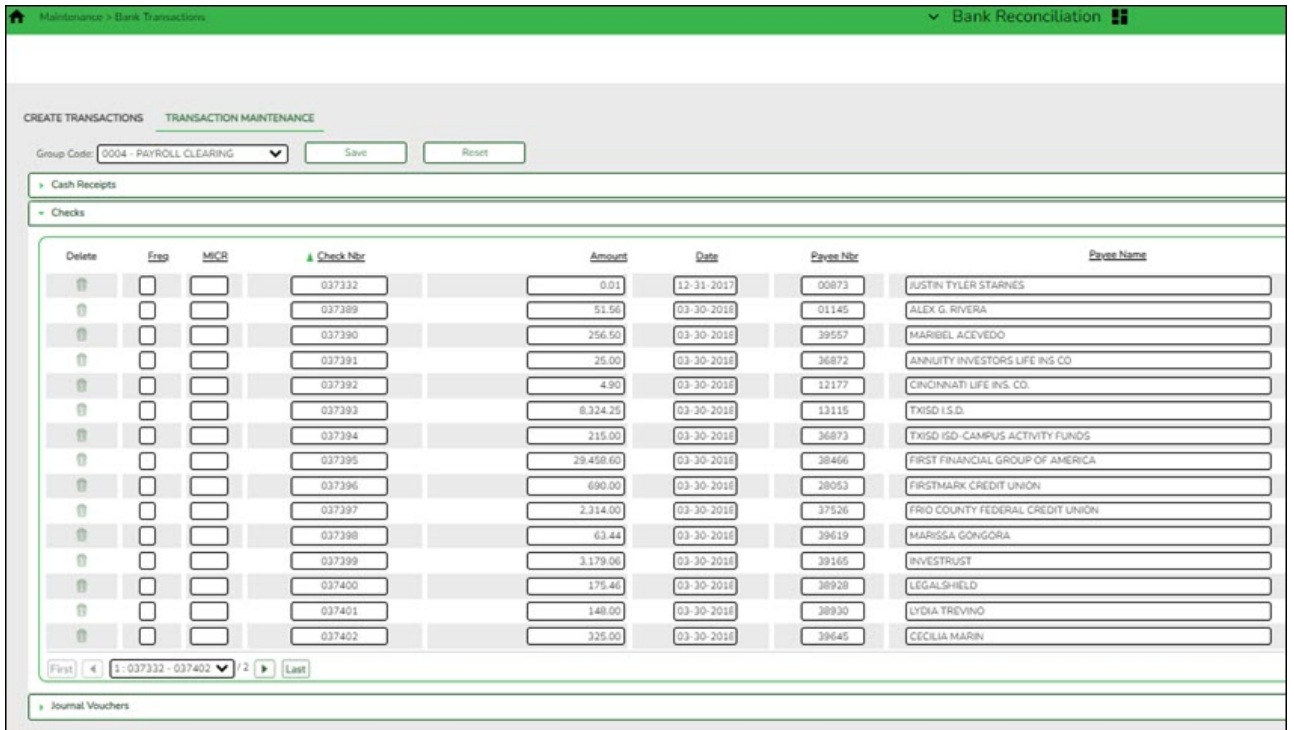 Maintenance > Bank Transactions
Bank Reconciliation
CREATE TRANSACTIONS TRANSACTION MAINTENANCE
Group Code: 0004 - PAYROLL CLEARING Save Reset
Cash Receipts
Checks
Delete Freq MICR Check Nbr Amount Date Payee Nbr Payee Name
037332 0.01 12-31-2017 00873 JUSTIN TYLER STARNES
037389 51.56 03-30-2018 01145 ALEX G. RIVERA
037390 256.50 03-30-2018 39557 MARIBEL ACEVEDO
037391 25.00 03-30-2018 36872 ANNUITY INVESTORS LIFE INS CO
037392 4.90 03-30-2018 12177 CINCINNATI LIFE INS. CO.
037393 8,324.25 03-30-2018 13115 TXISD I.S.D.
037394 215.00 03-30-2018 36873 TXISD ISD-CAMPUS ACTIVITY FUNDS
037395 29,458.60 03-30-2018 38466 FIRST FINANCIAL GROUP OF AMERICA
037396 690.00 03-30-2018 28053 FIRSTMARK CREDIT UNION
037397 2,314.00 03-30-2018 37526 FRIO COUNTY FEDERAL CREDIT UNION
037398 63.44 03-30-2018 39619 MARISSA GONGORA
037399 3,179.06 03-30-2018 39165 INVESTRUST
037400 175.46 03-30-2018 38928 LEGALSHIELD
037401 148.00 03-30-2018 38930 LYDIA TREVINO
037402 325.00 03-30-2018 39645 CECILIA MARIN
First 1 : 037332 - 037402 / 2 Last
Journal Vouchers